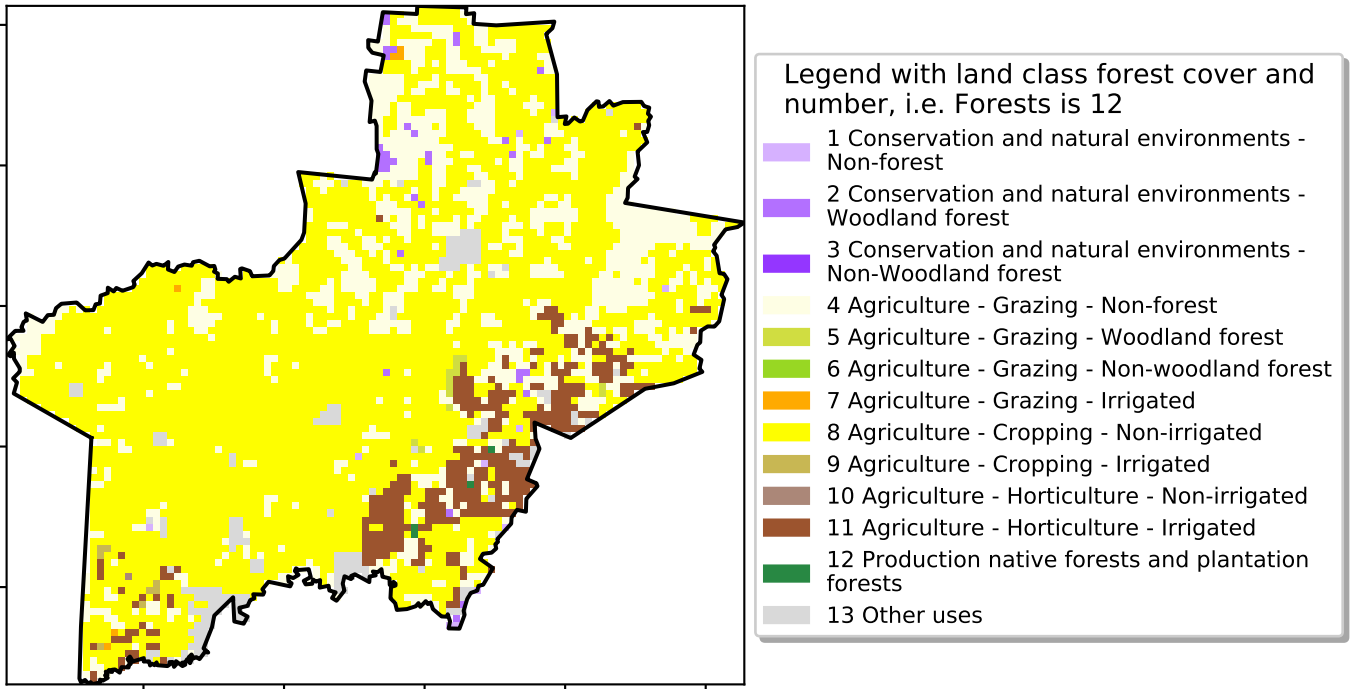 Legend with land class forest cover and
number, i.e. Forests is 12
1 Conservation and natural environments -
Non-forest
2 Conservation and natural environments -
Woodland forest
3 Conservation and natural environments -
Non-Woodland forest
4 Agriculture - Grazing - Non-forest
5 Agriculture - Grazing - Woodland forest
6 Agriculture - Grazing - Non-woodland forest
7 Agriculture - Grazing - Irrigated
8 Agriculture - Cropping - Non-irrigated
9 Agriculture - Cropping - Irrigated
10 Agriculture - Horticulture - Non-irrigated
11 Agriculture - Horticulture - Irrigated
12 Production native forests and plantation
forests
13 Other uses